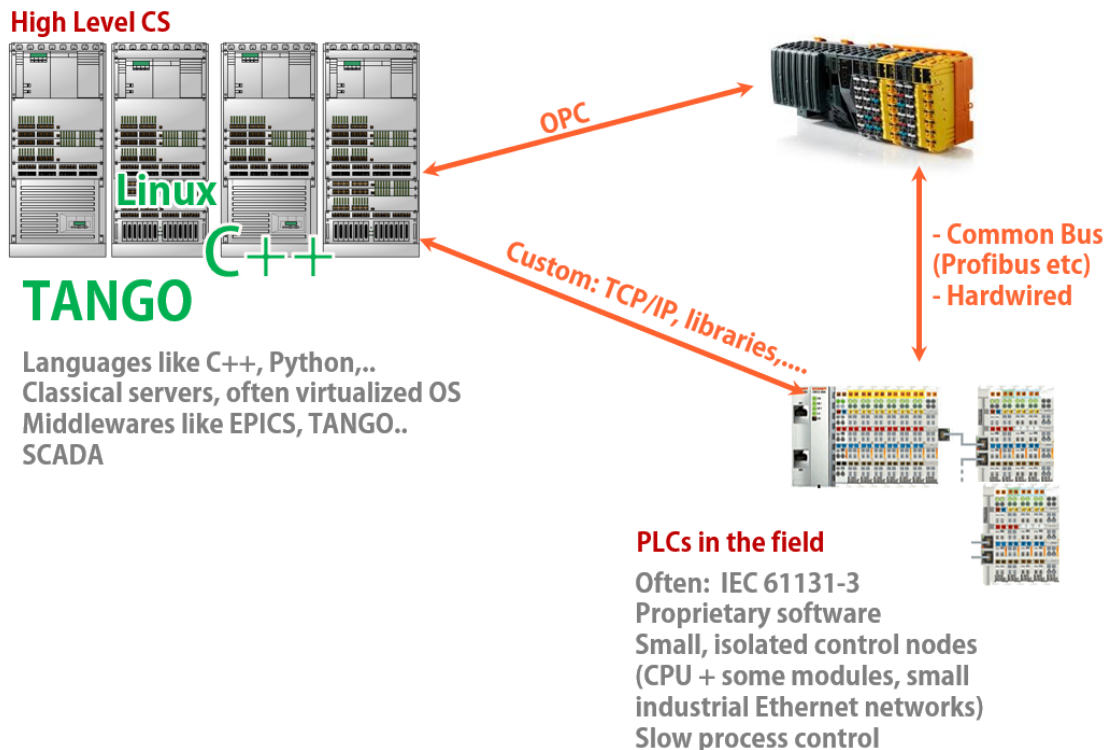 High Level CS
Linux
C++
TANGO
Languages like C++, Python,..
Classical servers, often virtualized OS
Middlewares like EPICS, TANGO..
SCADA
OPC
Custom: TCP/IP, libraries,....
- Common Bus
(Profibus etc)
- Hardwired
PLCs in the field
Often: IEC 61131-3
Proprietary software
Small, isolated control nodes
(CPU + some modules, small
industrial Ethernet networks)
Slow process control